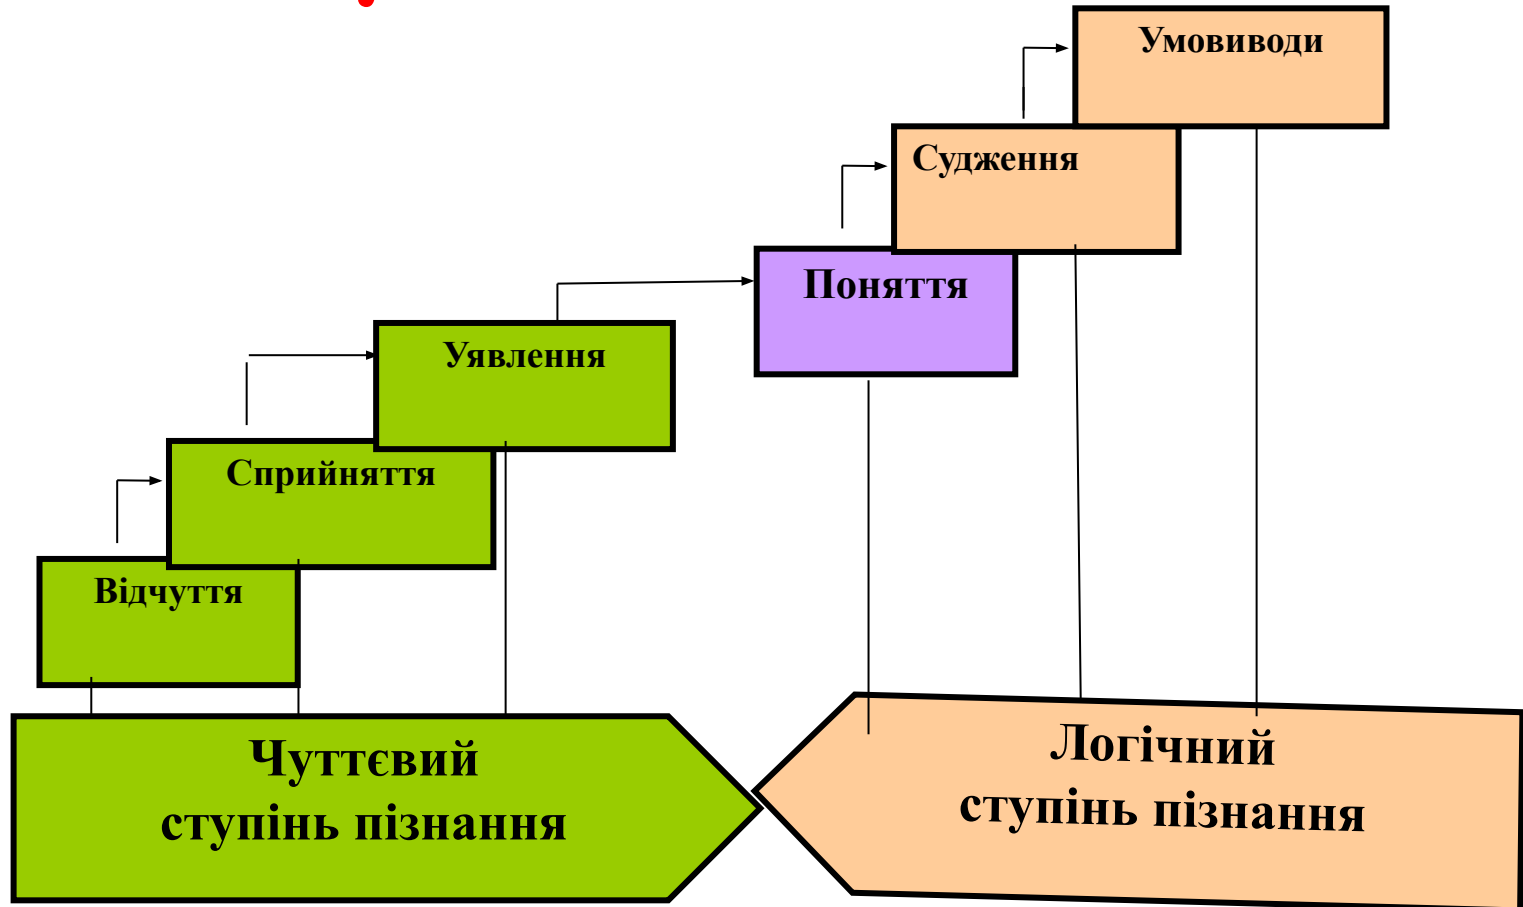 Умовиводи
Судження
Поняття
Уявлення
Сприйняття
Відчуття
Чуттєвий
ступінь пізнання
Логічний
ступінь пізнання